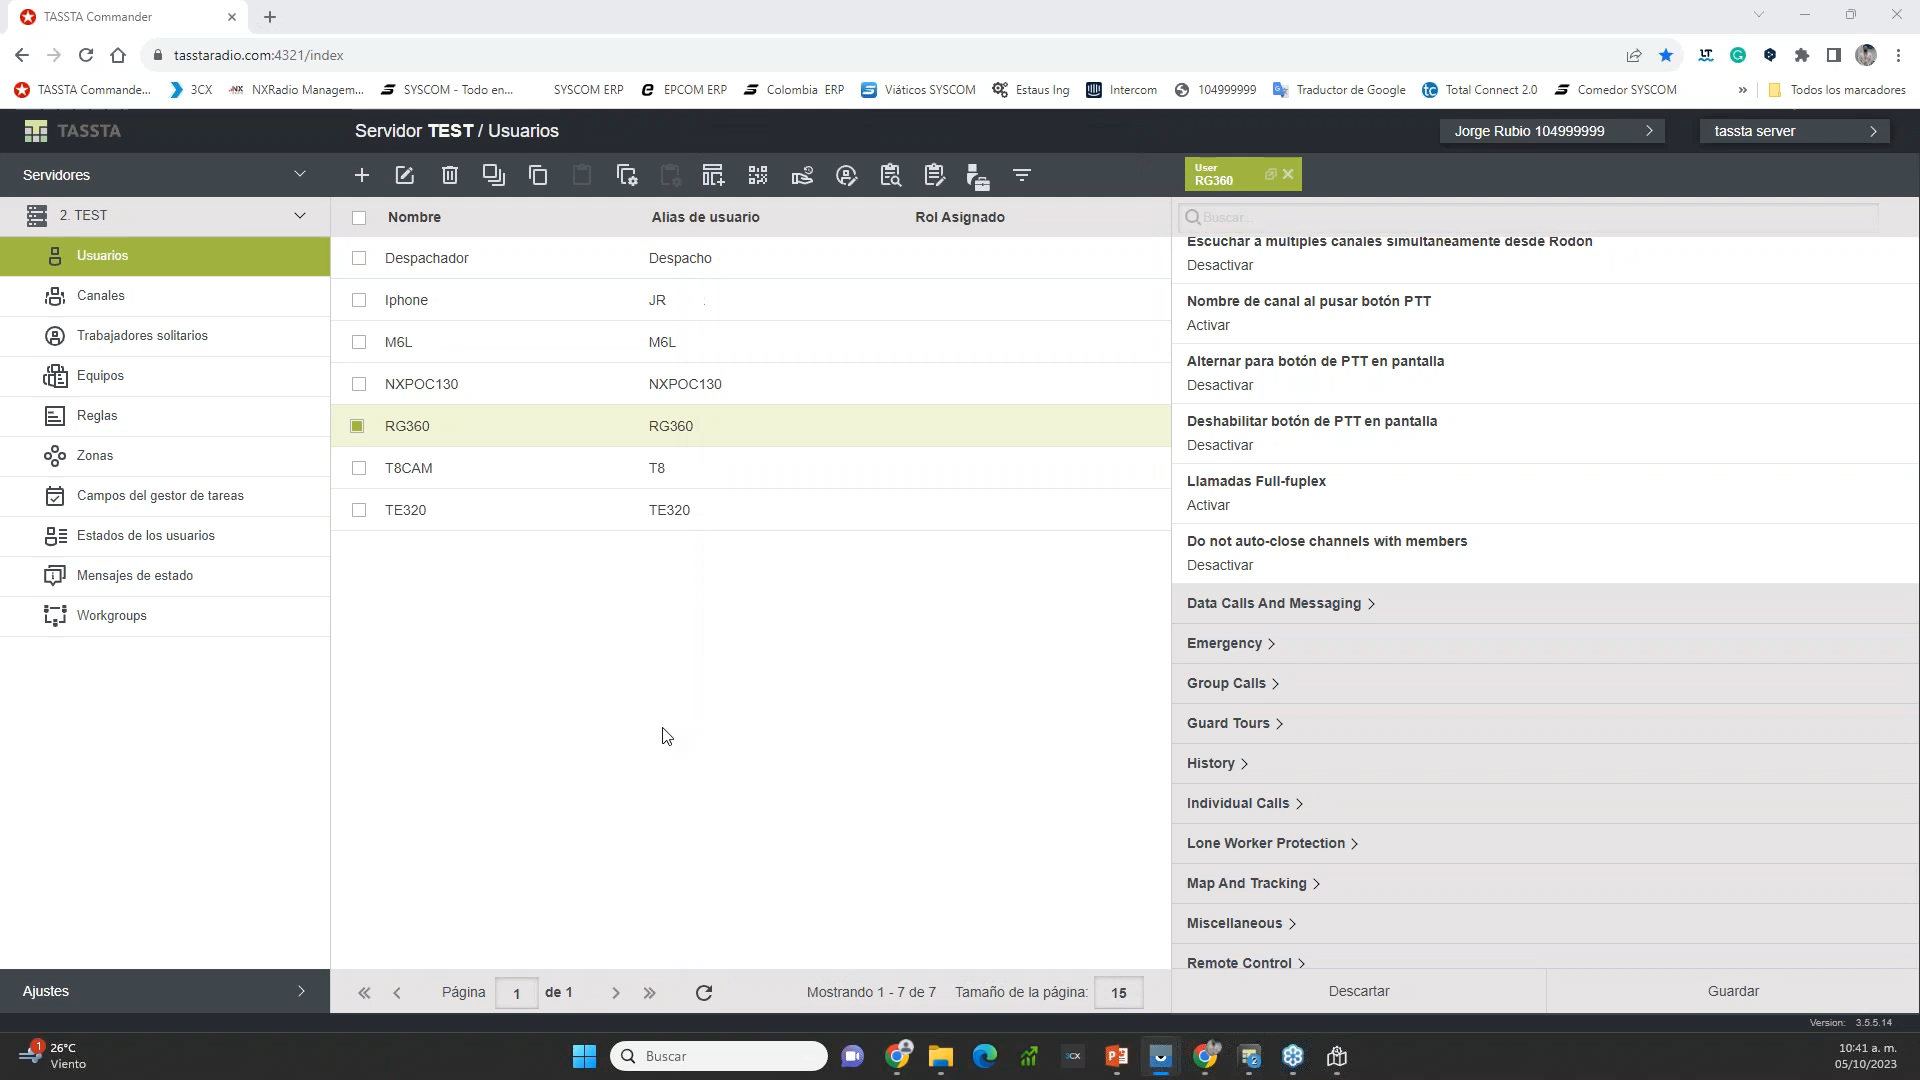 TASSTA Commander
tasstaradio.com:4321/index
TASSTA Commande...
3CX
NX
NXRadio Managem...
SYSCOM - Todo en...
SYSCOM ERP
EPCOM ERP
Colombia ERP
Viáticos SYSCOM
Estaus Ing
Intercom
104999999
Traductor de Google
Total Connect 2.0
Comedor SYSCOM
»
Todos los marcadores
TASSTA
Servidor TEST / Usuarios
Jorge Rubio 104999999
tassta server
Servidores
2. TEST
Usuarios
Canales
Trabajadores solitarios
Equipos
Reglas
Zonas
Campos del gestor de tareas
Estados de los usuarios
Mensajes de estado
Workgroups
Ajustes
Nombre Alias de usuario Rol Asignado
Despachador Despacho
Iphone JR
M6L M6L
NXPOC130 NXPOC130
RG360 RG360
T8CAM T8
TE320 TE320
Página 1 de 1
Mostrando 1 - 7 de 7 Tamaño de la página: 15
User
RG360
Buscar...
Escuchar a multiples canales simultáneamente desde Rodon
Desactivar
Nombre de canal al pusar botón PTT
Activar
Alternar para botón de PTT en pantalla
Desactivar
Deshabilitar botón de PTT en pantalla
Desactivar
Llamadas Full-fuplex
Activar
Do not auto-close channels with members
Desactivar
Data Calls And Messaging
Emergency
Group Calls
Guard Tours
History
Individual Calls
Lone Worker Protection
Map And Tracking
Miscellaneous
Remote Control
Descartar
Guardar
Version: 3.5.5.14
1
26°C
Viento
Buscar
3CX
10:41 a. m.
05/10/2023